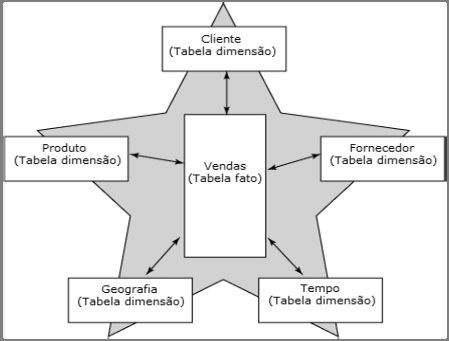 Cliente
(Tabela dimensão)
Produto
(Tabela dimensão)
Vendas
(Tabela fato)
Fornecedor
(Tabela dimensão)
Geografia
(Tabela dimensão)
Tempo
(Tabela dimensão)